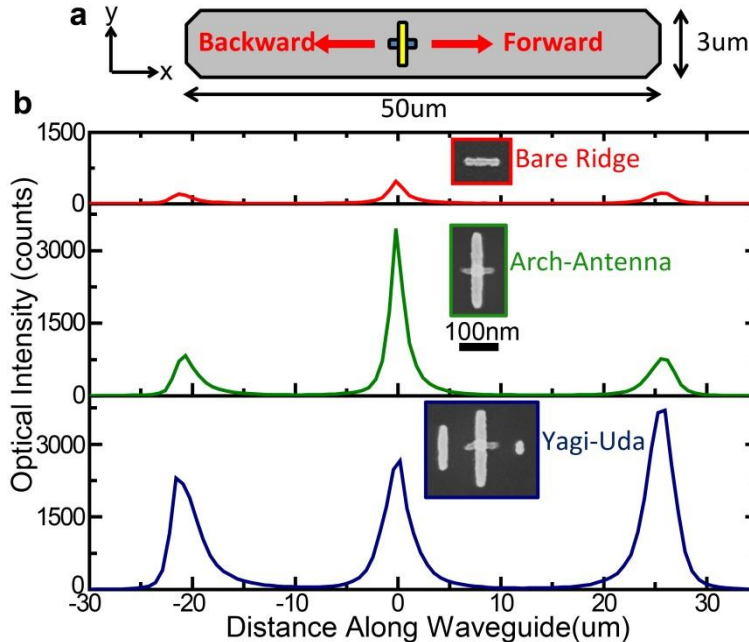 a
y
x
Backward
Forward
3um
50um
b
Optical Intensity (counts)
1500
0
Bare Ridge
3000
1500
0
Arch-Antenna
100nm
3000
1500
0
Yagi-Uda
-30 -20 -10 0 10 20 30
Distance Along Waveguide(um)